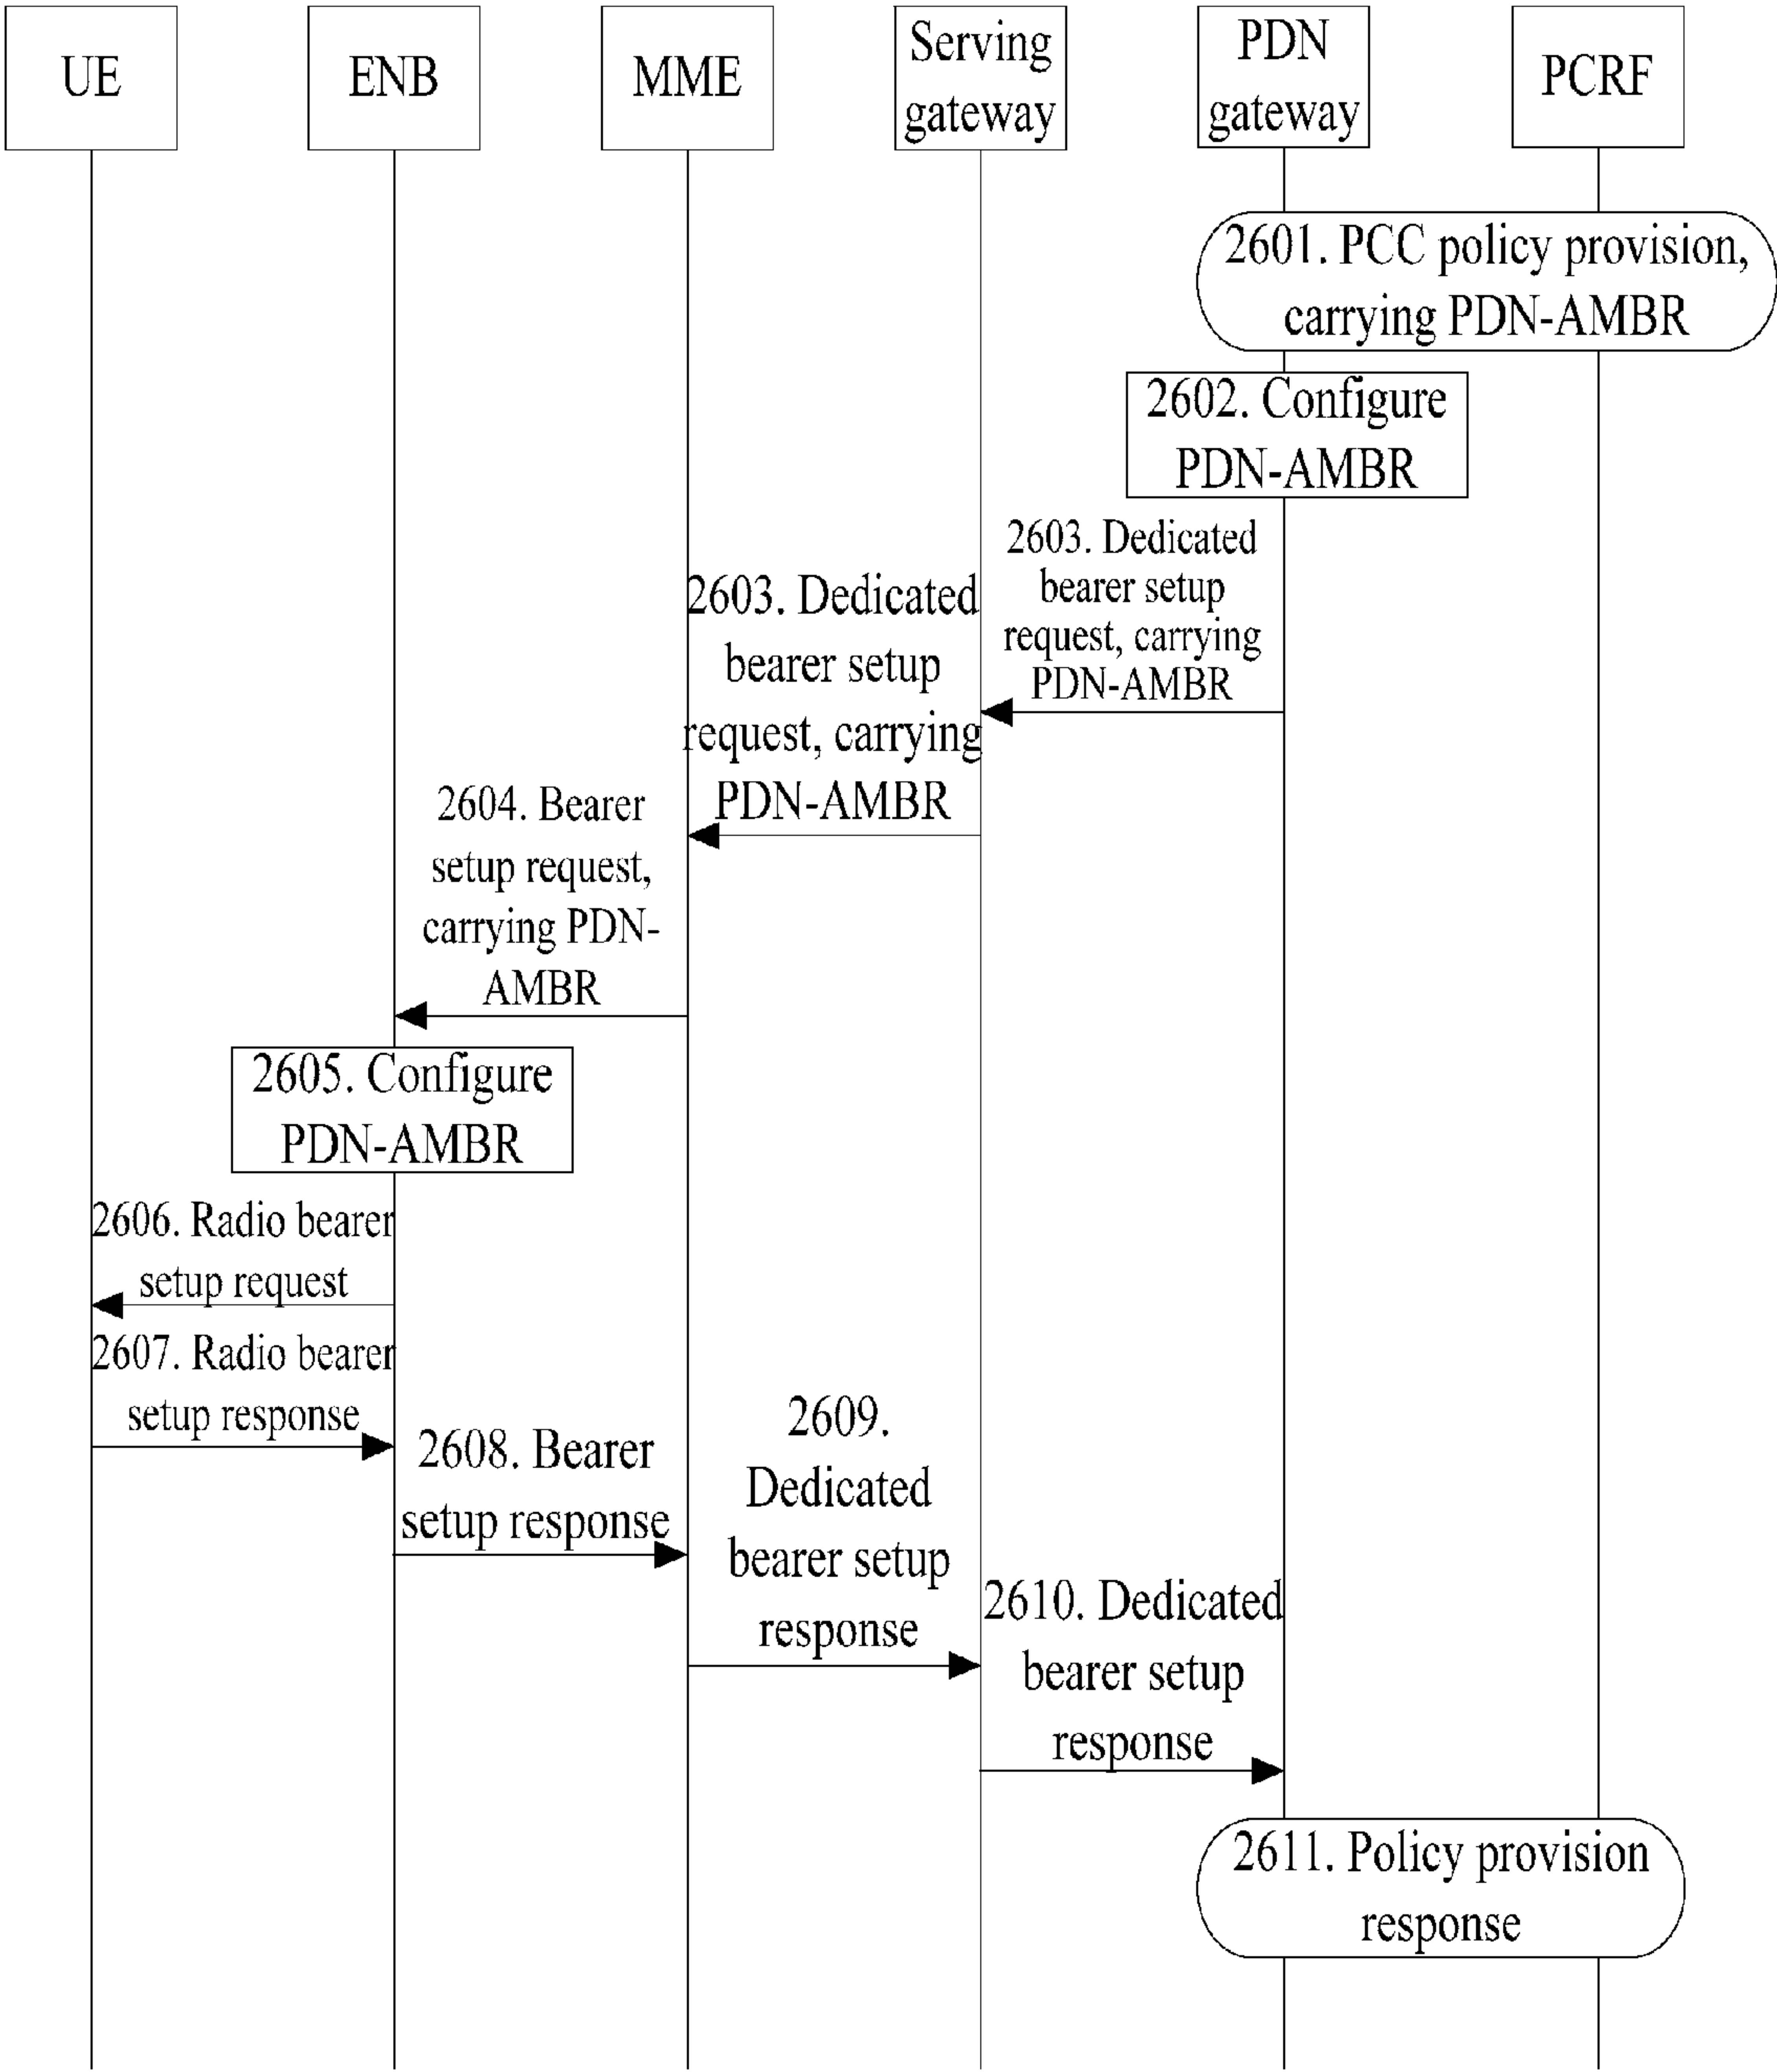 UE
ENB
MME
Serving
gateway
PDN
gateway
PCRF
2601. PCC policy provision,
carrying PDN-AMBR
2602. Configure
PDN-AMBR
2603. Dedicated
bearer setup
request, carrying
PDN-AMBR
2603. Dedicated
bearer setup
request, carrying
PDN-AMBR
2604. Bearer
setup request,
carrying PDN-
AMBR
2605. Configure
PDN-AMBR
2606. Radio bearer
setup request
2607. Radio bearer
setup response
2608. Bearer
setup response
2609.
Dedicated
bearer setup
response
2610. Dedicated
bearer setup
response
2611. Policy provision
response